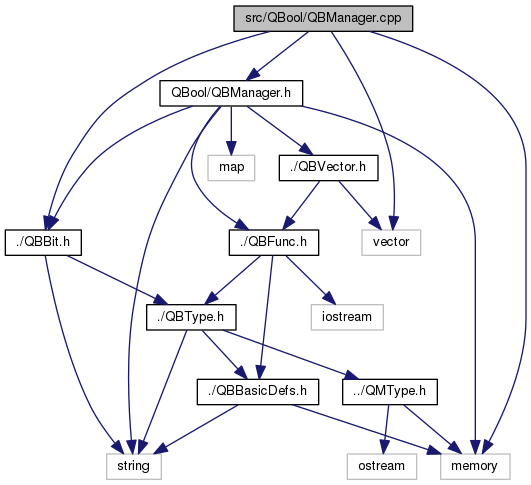 src/QBool/QBManager.cpp
QBool/QBManager.h
map
./QBVector.h
./QBBit.h
./QBFunc.h
vector
./QBType.h
iostream
./QBBasicDefs.h
../QMType.h
string
ostream
memory